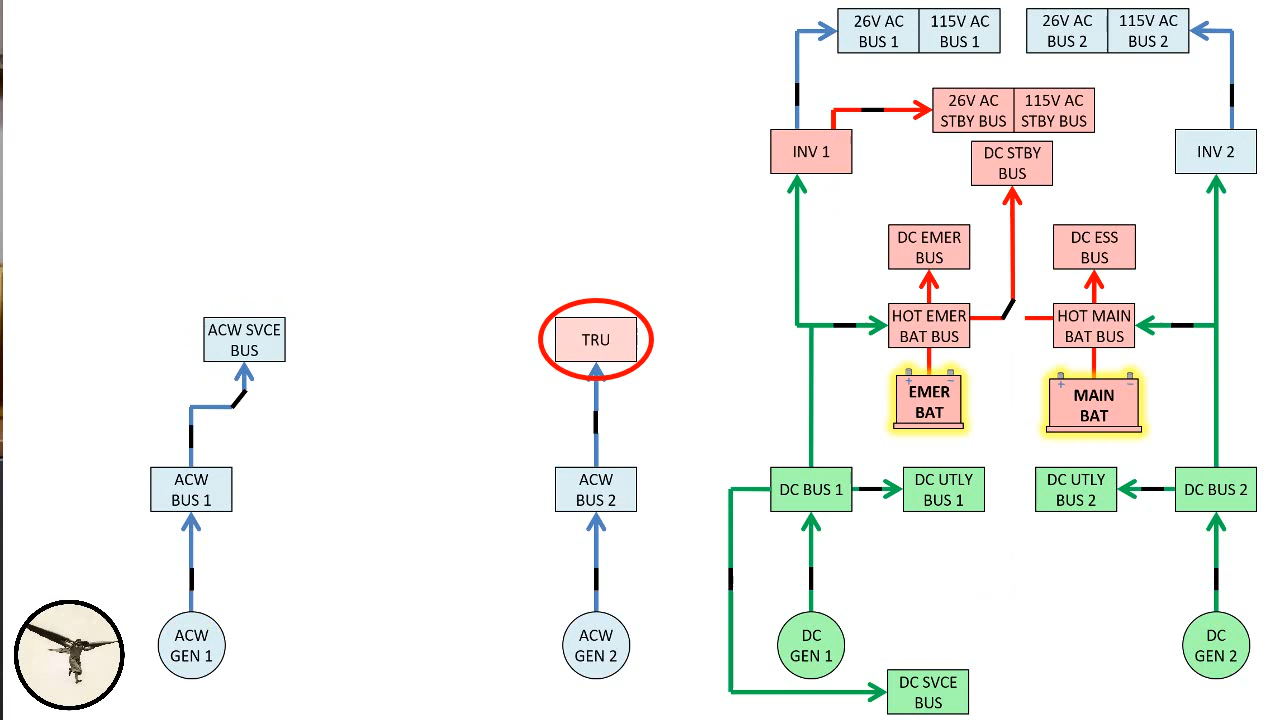 26V AC
BUS 1
115V AC
BUS 1
26V AC
BUS 2
115V AC
BUS 2
26V AC
STBY BUS
115V AC
STBY BUS
INV 1
DC STBY
BUS
INV 2
DC EMER
BUS
DC ESS
BUS
ACW SVCE
BUS
TRU
HOT EMER
BAT BUS
HOT MAIN
BAT BUS
+
−
EMER
BAT
+
−
MAIN
BAT
ACW
BUS 1
ACW
BUS 2
DC BUS 1
DC UTLY
BUS 1
DC UTLY
BUS 2
DC BUS 2
ACW
GEN 1
ACW
GEN 2
DC
GEN 1
DC
GEN 2
DC SVCE
BUS